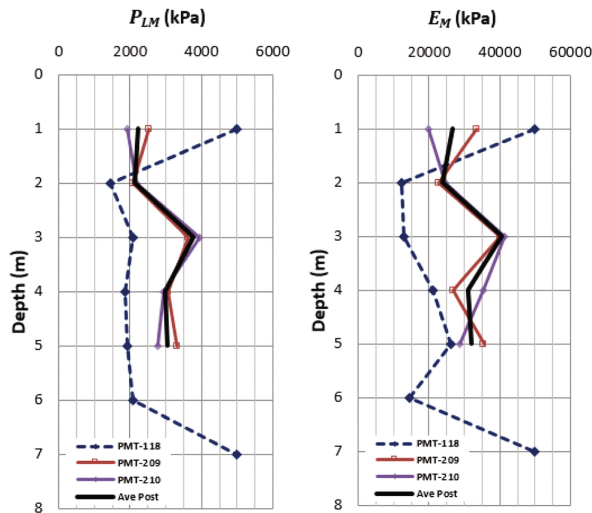 P_LM (kPa)
0 2000 4000 6000
0
1
2
3
4
5
6
7
8
Depth (m)
PMT-118
PMT-209
PMT-210
Ave Post
E_M (kPa)
0 20000 40000 60000
0
1
2
3
4
5
6
7
8
Depth (m)
PMT-118
PMT-209
PMT-210
Ave Post